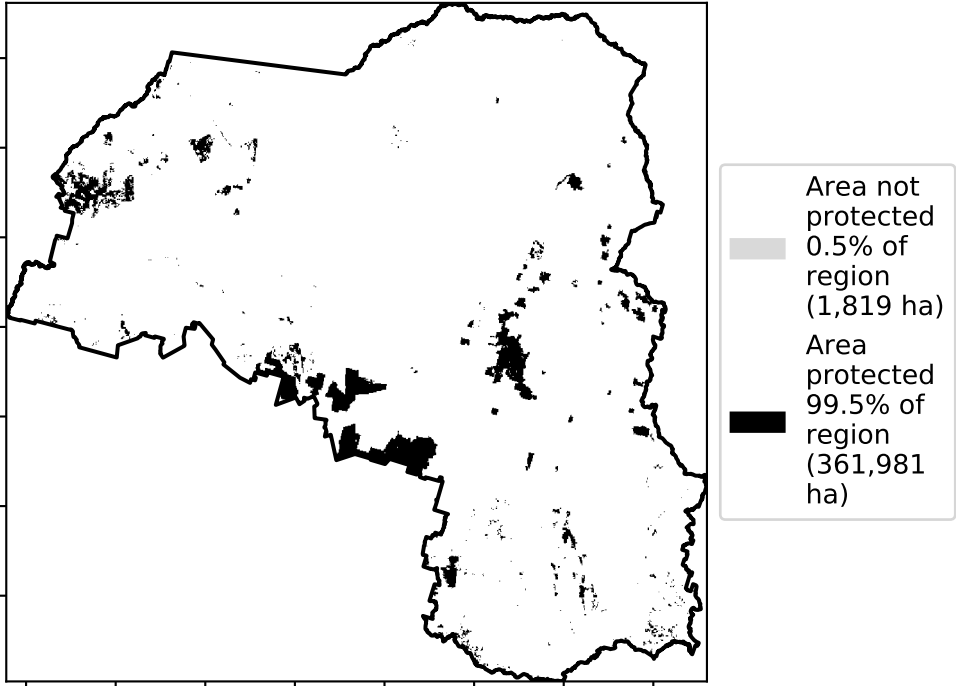 Area not
protected
0.5% of
region
(1,819 ha)
Area
protected
99.5% of
region
(361,981
ha)